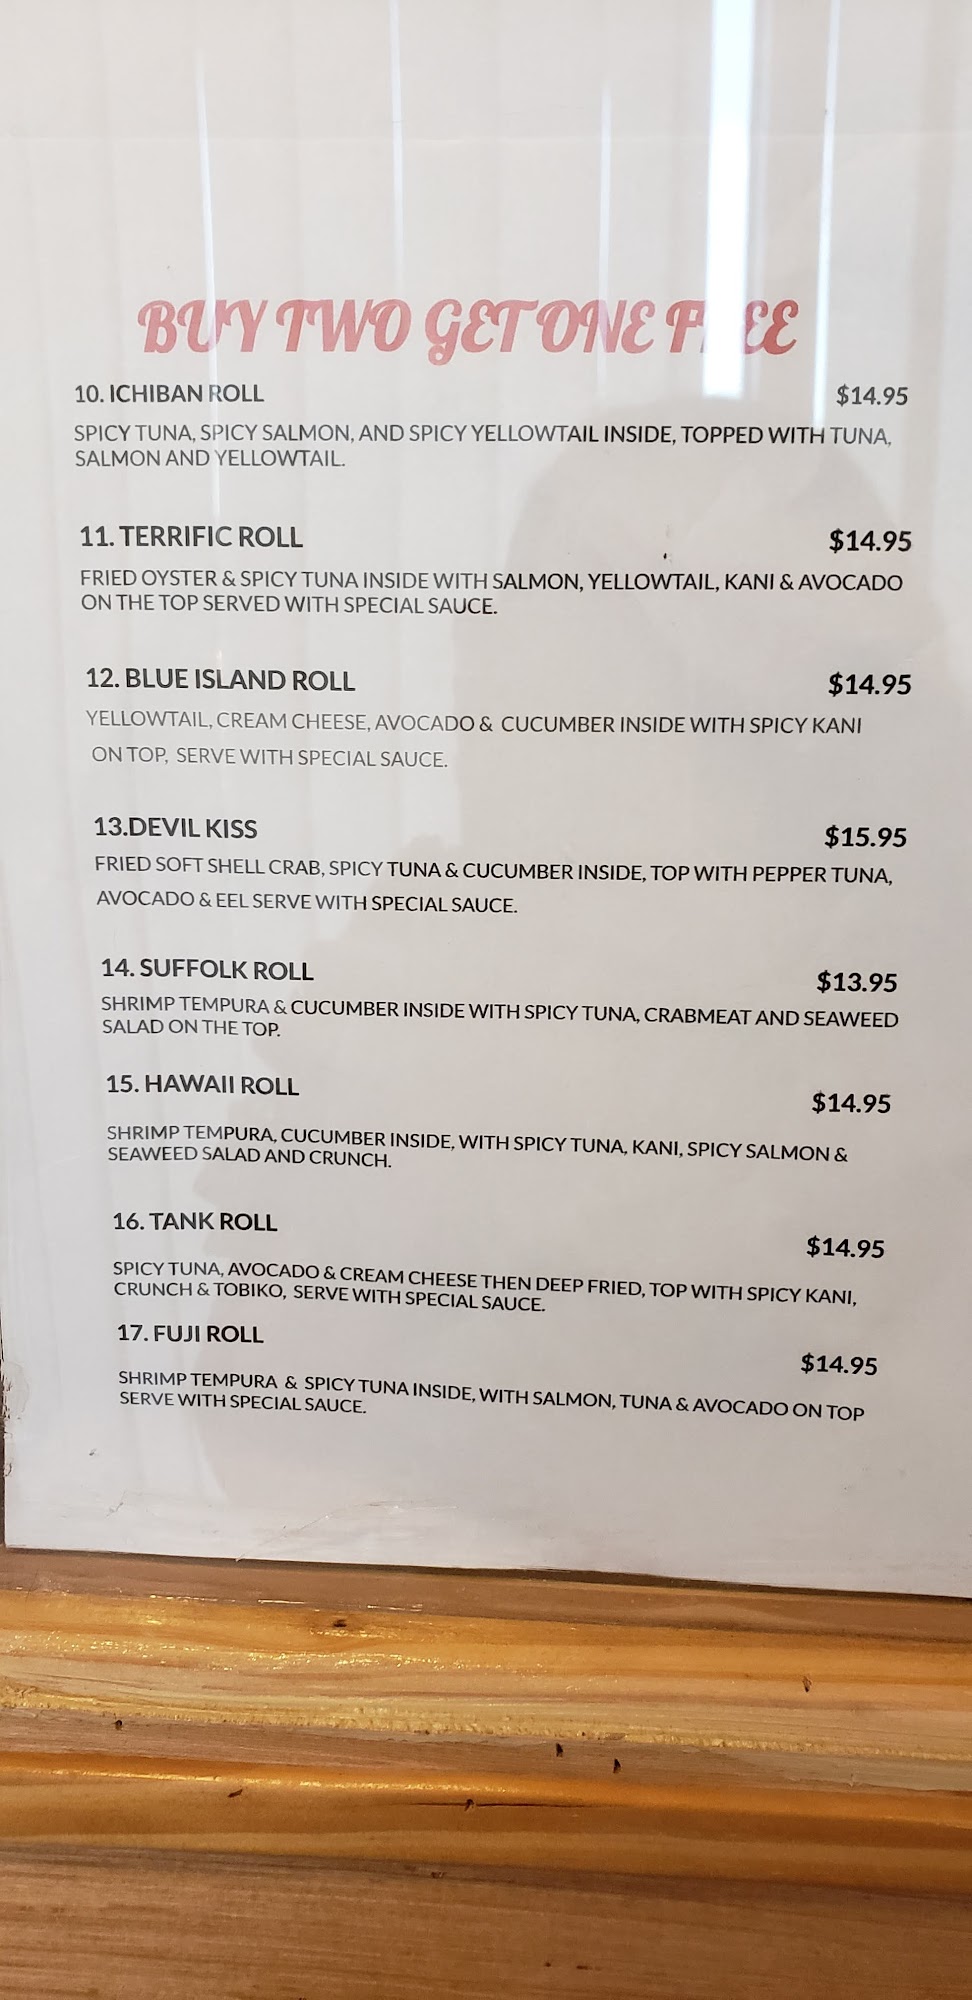 BUY TWO GET ONE FREE
10. ICHIBAN ROLL $14.95
SPICY TUNA, SPICY SALMON, AND SPICY YELLOWTAIL INSIDE, TOPPED WITH TUNA,
SALMON AND YELLOWTAIL.
11. TERRIFIC ROLL $14.95
FRIED OYSTER & SPICY TUNA INSIDE WITH SALMON, YELLOWTAIL, KANI & AVOCADO
ON THE TOP SERVED WITH SPECIAL SAUCE.
12. BLUE ISLAND ROLL $14.95
YELLOWTAIL, CREAM CHEESE, AVOCADO & CUCUMBER INSIDE WITH SPICY KANI
ON TOP, SERVE WITH SPECIAL SAUCE.
13.DEVIL KISS $15.95
FRIED SOFT SHELL CRAB, SPICY TUNA & CUCUMBER INSIDE, TOP WITH PEPPER TUNA,
AVOCADO & EEL SERVE WITH SPECIAL SAUCE.
14. SUFFOLK ROLL $13.95
SHRIMP TEMPURA & CUCUMBER INSIDE WITH SPICY TUNA, CRABMEAT AND SEAWEED
SALAD ON THE TOP.
15. HAWAII ROLL $14.95
SHRIMP TEMPURA, CUCUMBER INSIDE, WITH SPICY TUNA, KANI, SPICY SALMON &
SEAWEED SALAD AND CRUNCH.
16. TANK ROLL $14.95
SPICY TUNA, AVOCADO & CREAM CHEESE THEN DEEP FRIED, TOP WITH SPICY KANI,
CRUNCH & TOBIKO, SERVE WITH SPECIAL SAUCE.
17. FUJI ROLL $14.95
SHRIMP TEMPURA & SPICY TUNA INSIDE, WITH SALMON, TUNA & AVOCADO ON TOP
SERVE WITH SPECIAL SAUCE.